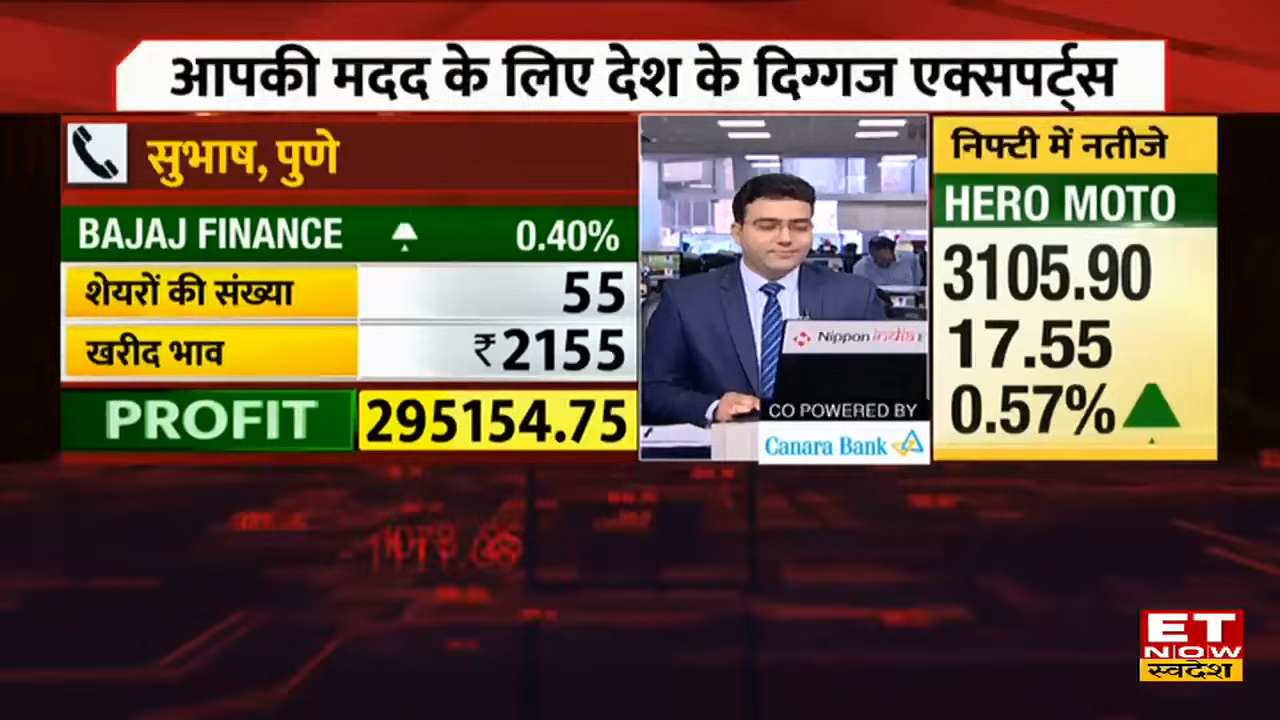 आपकी मदद के लिए देश के दिग्गज एक्सपर्ट्स
सुभाष, पुणे
BAJAJ FINANCE 0.40%
शेयरों की संख्या 55
खरीद भाव ₹2155
PROFIT 295154.75
Nippon india
CO POWERED BY
Canara Bank
निफ्टी में नतीजे
HERO MOTO
3105.90
17.55
0.57%
ET
NOW
स्वदेश